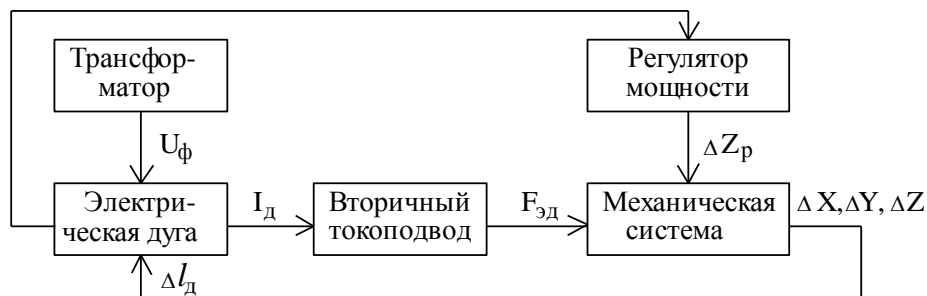 Трансфор-
матор
Регулятор
мощности
Uф
ΔZр
Электри-
ческая дуга
Iд
Вторичный
токоподвод
Fэд
Механическая
система
ΔX, ΔY, ΔZ
Δlд